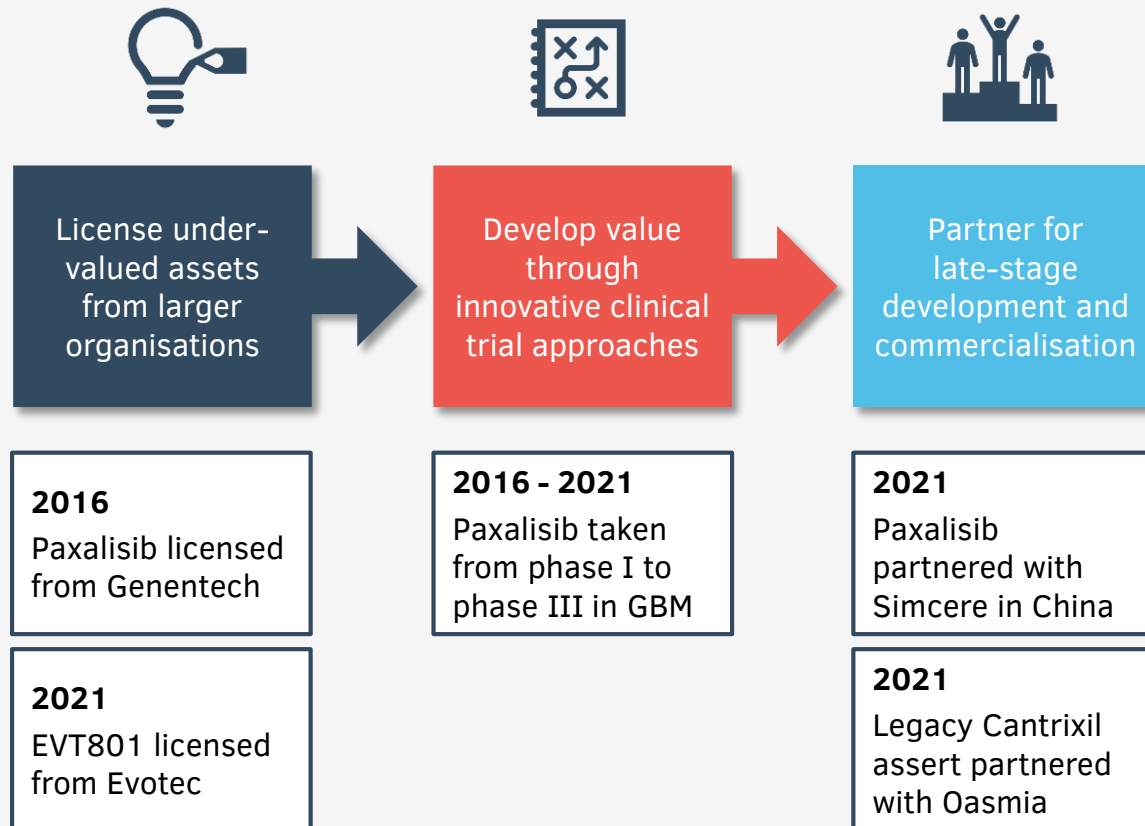 License under-
valued assets
from larger
organisations
Develop value
through
innovative clinical
trial approaches
Partner for
late-stage
development and
commercialisation
2016
Paxalisib licensed
from Genentech
2021
EVT801 licensed
from Evotec
2016 - 2021
Paxalisib taken
from phase I to
phase III in GBM
2021
Paxalisib
partnered with
Simcere in China
2021
Legacy Cantrixil
assert partnered
with Oasmia